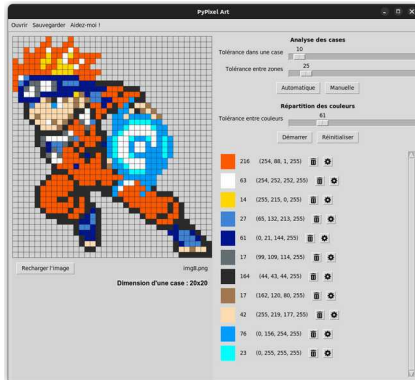 PyPixel Art
Ouvrir Sauvegarder Aidez-moi !
Analyse des cases
10
Tolérance dans une case
25
Tolérance entre zones
Automatique Manuelle
Répartition des couleurs
61
Tolérance entre couleurs
Démarrer Réinitialiser
216 (254, 88, 1, 255)
63 (254, 252, 252, 255)
14 (255, 215, 0, 255)
27 (65, 132, 213, 255)
61 (0, 21, 144, 255)
17 (99, 109, 114, 255)
164 (44, 43, 44, 255)
17 (162, 120, 80, 255)
42 (255, 219, 177, 255)
76 (0, 156, 254, 255)
23 (0, 255, 255, 255)
Recharger l'image
img8.png
Dimension d'une case : 20x20